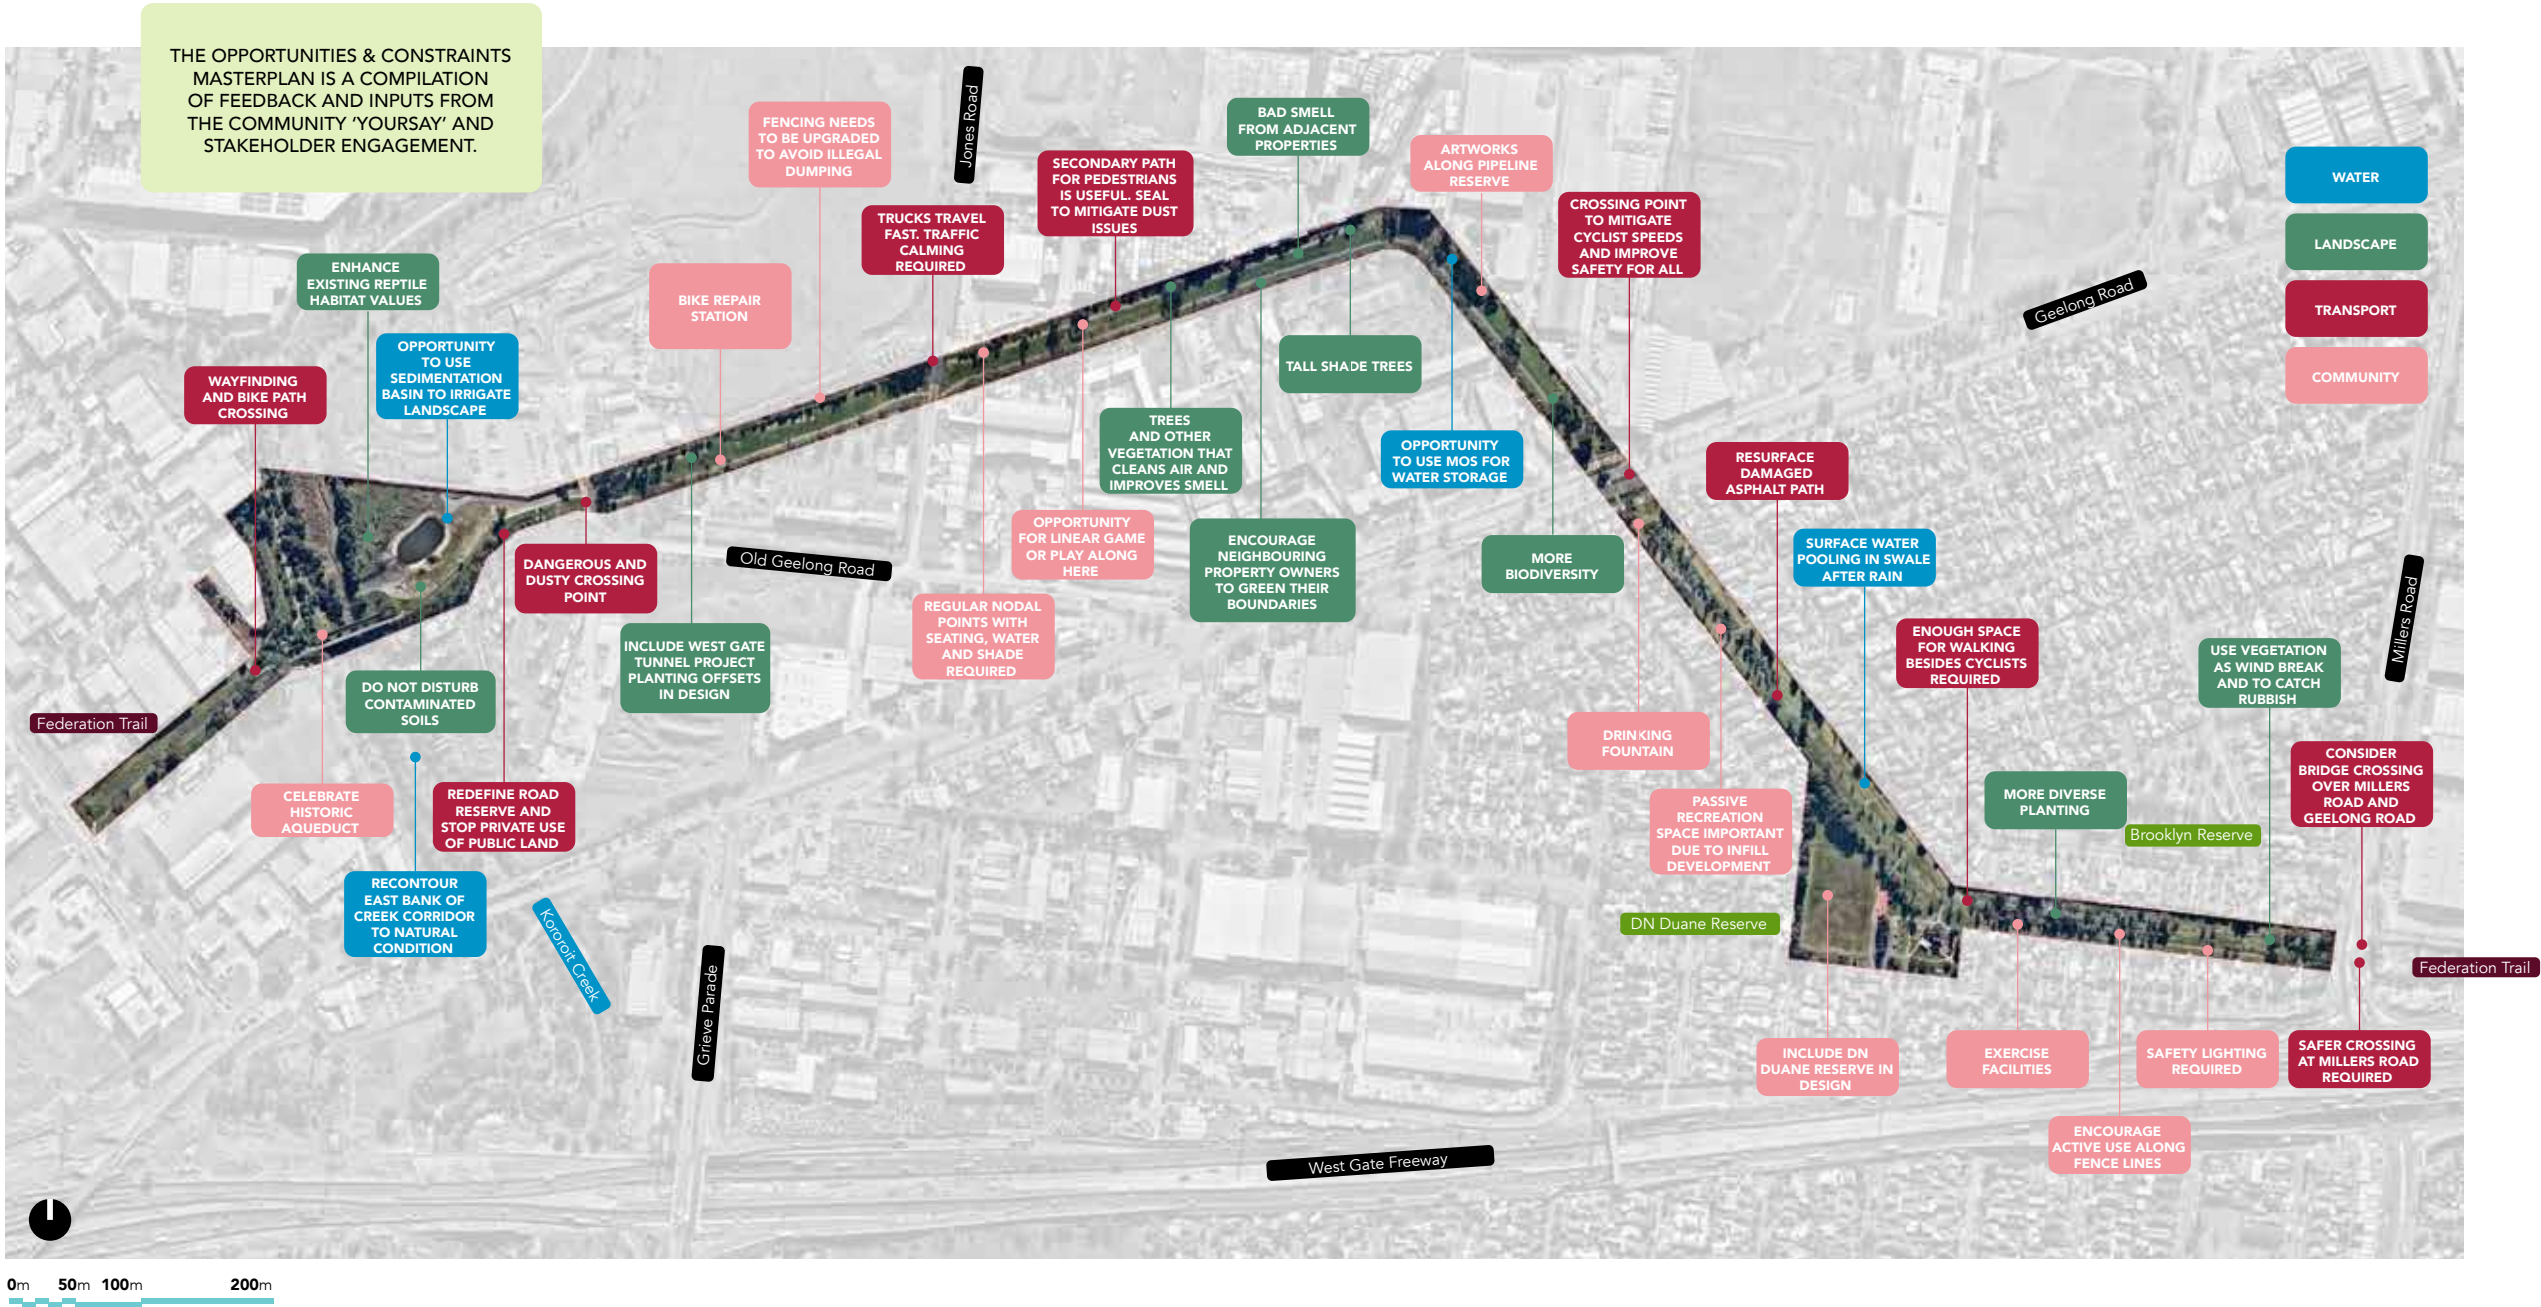 THE OPPORTUNITIES & CONSTRAINTS
MASTERPLAN IS A COMPILATION
OF FEEDBACK AND INPUTS FROM
THE COMMUNITY ‘YOURSAY’ AND
STAKEHOLDER ENGAGEMENT.
Jones Road
FENCING NEEDS
TO BE UPGRADED
TO AVOID ILLEGAL
DUMPING
BAD SMELL
FROM ADJACENT
PROPERTIES
ARTWORKS
ALONG PIPELINE
RESERVE
SECONDARY PATH
FOR PEDESTRIANS
IS USEFUL. SEAL
TO MITIGATE DUST
ISSUES
TRUCKS TRAVEL
FAST. TRAFFIC
CALMING
REQUIRED
CROSSING POINT
TO MITIGATE
CYCLIST SPEEDS
AND IMPROVE
SAFETY FOR ALL
WATER
LANDSCAPE
TRANSPORT
COMMUNITY
Geelong Road
ENHANCE
EXISTING REPTILE
HABITAT VALUES
BIKE REPAIR
STATION
OPPORTUNITY
TO USE
SEDIMENTATION
BASIN TO IRRIGATE
LANDSCAPE
WAYFINDING
AND BIKE PATH
CROSSING
TALL SHADE TREES
TREES
AND OTHER
VEGETATION THAT
CLEANS AIR AND
IMPROVES SMELL
OPPORTUNITY
TO USE MOS FOR
WATER STORAGE
RESURFACE
DAMAGED
ASPHALT PATH
DANGEROUS AND
DUSTY CROSSING
POINT
Old Geelong Road
OPPORTUNITY
FOR LINEAR GAME
OR PLAY ALONG
HERE
ENCOURAGE
NEIGHBOURING
PROPERTY OWNERS
TO GREEN THEIR
BOUNDARIES
MORE
BIODIVERSITY
SURFACE WATER
POOLING IN SWALE
AFTER RAIN
Millers Road
REGULAR NODAL
POINTS WITH
SEATING, WATER
AND SHADE
REQUIRED
INCLUDE WEST GATE
TUNNEL PROJECT
PLANTING OFFSETS
IN DESIGN
ENOUGH SPACE
FOR WALKING
BESIDES CYCLISTS
REQUIRED
USE VEGETATION
AS WIND BREAK
AND TO CATCH
RUBBISH
DO NOT DISTURB
CONTAMINATED
SOILS
Federation Trail
DRINKING
FOUNTAIN
CONSIDER
BRIDGE CROSSING
OVER MILLERS
ROAD AND
GEELONG ROAD
CELEBRATE
HISTORIC
AQUEDUCT
REDEFINE ROAD
RESERVE AND
STOP PRIVATE USE
OF PUBLIC LAND
PASSIVE
RECREATION
SPACE IMPORTANT
DUE TO INFILL
DEVELOPMENT
MORE DIVERSE
PLANTING
Brooklyn Reserve
RECONTOUR
EAST BANK OF
CREEK CORRIDOR
TO NATURAL
CONDITION
Kororoit Creek
DN Duane Reserve
Grieve Parade
Federation Trail
INCLUDE DN
DUANE RESERVE IN
DESIGN
EXERCISE
FACILITIES
SAFETY LIGHTING
REQUIRED
SAFER CROSSING
AT MILLERS ROAD
REQUIRED
ENCOURAGE
ACTIVE USE ALONG
FENCE LINES
West Gate Freeway
0m 50m 100m 200m